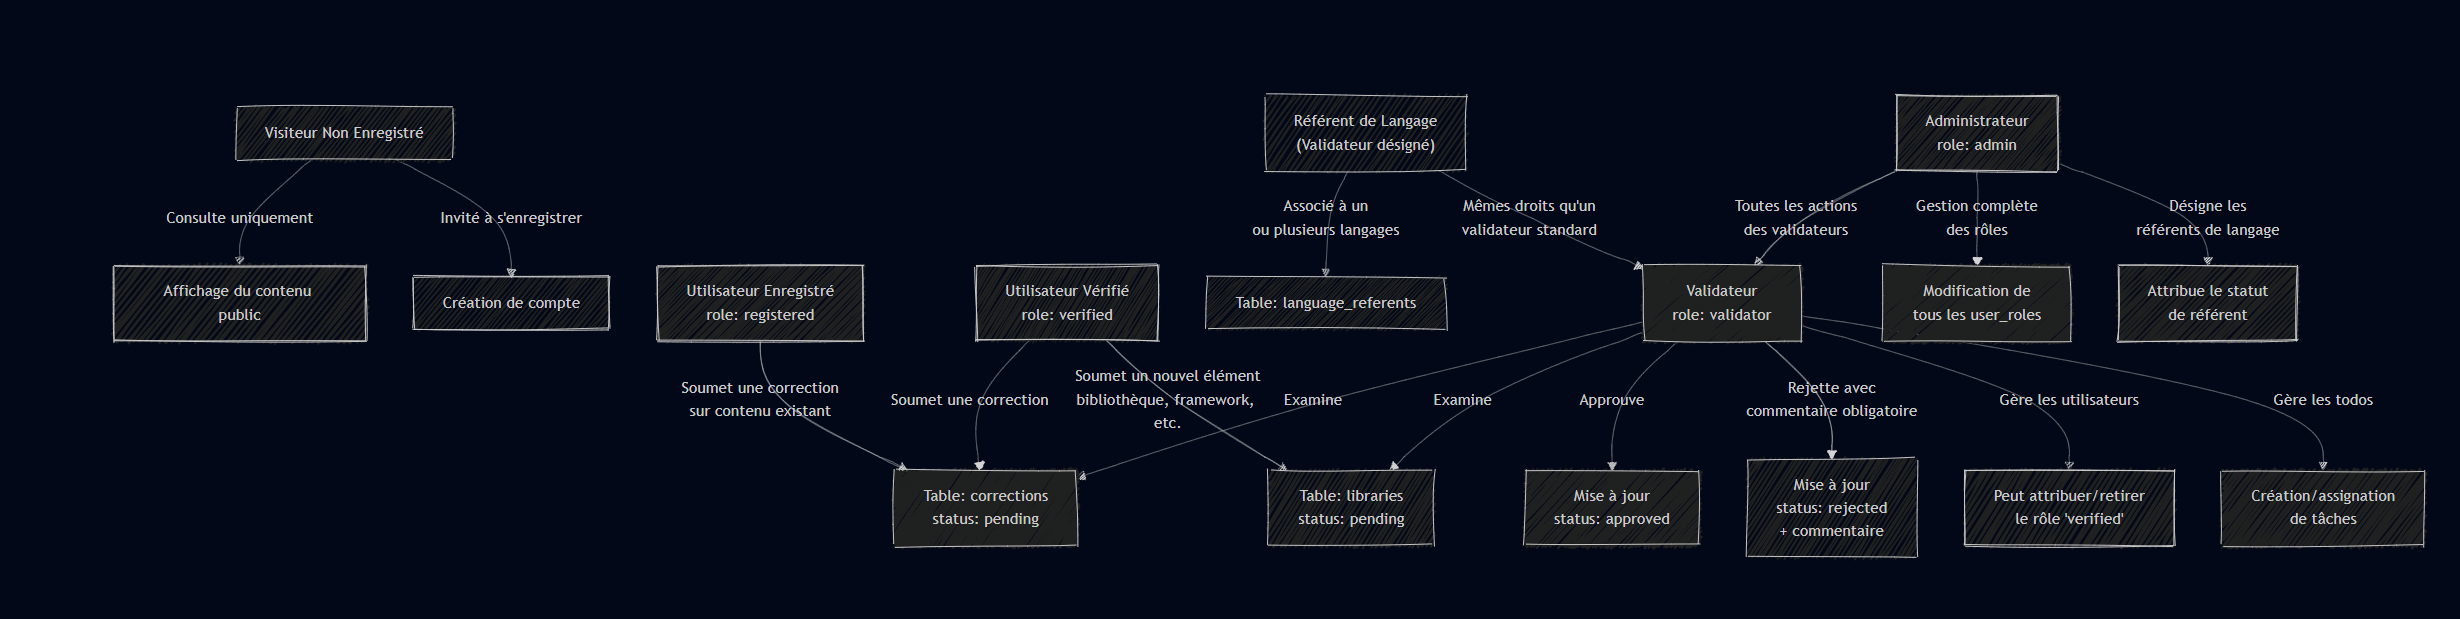 Visiteur Non Enregistré
Référent de Langage
(Validateur désigné)
Administrateur
role: admin
Consulte uniquement
Invité à s'enregistrer
Associé à un
ou plusieurs langages
Mêmes droits qu'un
validateur standard
Toutes les actions
des validateurs
Gestion complète
des rôles
Désigne les
référents de langage
Affichage du contenu
public
Création de compte
Utilisateur Enregistré
role: registered
Utilisateur Vérifié
role: verified
Table: language_referents
Validateur
role: validator
Modification de
tous les user_roles
Attribue le statut
de référent
Soumet une correction
sur contenu existant
Soumet une correction
Soumet un nouvel élément
bibliothèque, framework,
etc.
Examine
Examine
Approuve
Rejette avec
commentaire obligatoire
Gère les utilisateurs
Gère les todos
Table: corrections
status: pending
Table: libraries
status: pending
Mise à jour
status: approved
Mise à jour
status: rejected
+ commentaire
Peut attribuer/retirer
le rôle 'verified'
Création/assignation
de tâches